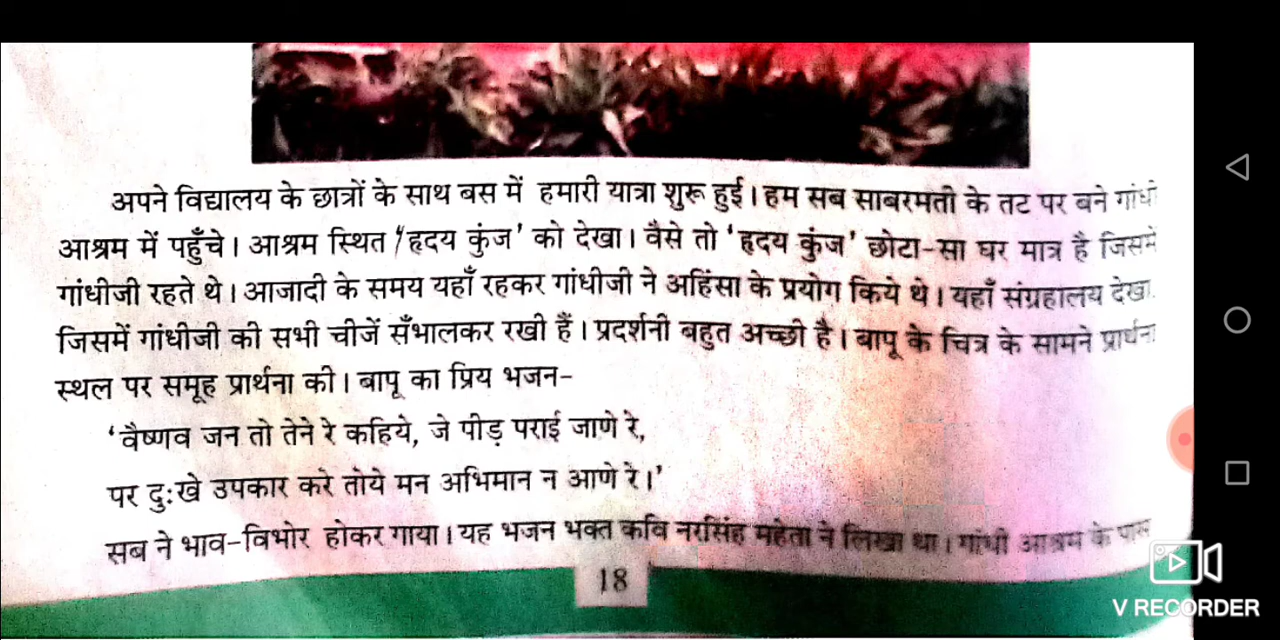 अपने विद्यालय के छात्रों के साथ बस में हमारी यात्रा शुरू हुई। हम सब साबरमती के तट पर बने गांधी
आश्रम में पहुँचे। आश्रम स्थित 'हृदय कुंज' को देखा। वैसे तो 'हृदय कुंज' छोटा-सा घर मात्र है जिसमें
गांधीजी रहते थे। आजादी के समय यहाँ रहकर गांधीजी ने अहिंसा के प्रयोग किये थे। यहाँ संग्रहालय देखा
जिसमें गांधीजी की सभी चीजें सँभालकर रखी हैं। प्रदर्शनी बहुत अच्छी है। बापू के चित्र के सामने प्रार्थना
स्थल पर समूह प्रार्थना की। बापू का प्रिय भजन-
'वैष्णव जन तो तेने रे कहिये, जे पीड़ पराई जाणे रे,
पर दुःखे उपकार करे तोये मन अभिमान न आणे रे।'
सब ने भाव-विभोर होकर गाया। यह भजन भक्त कवि नरसिंह महेता ने लिखा था। गांधी आश्रम के पास
18
V RECORDER